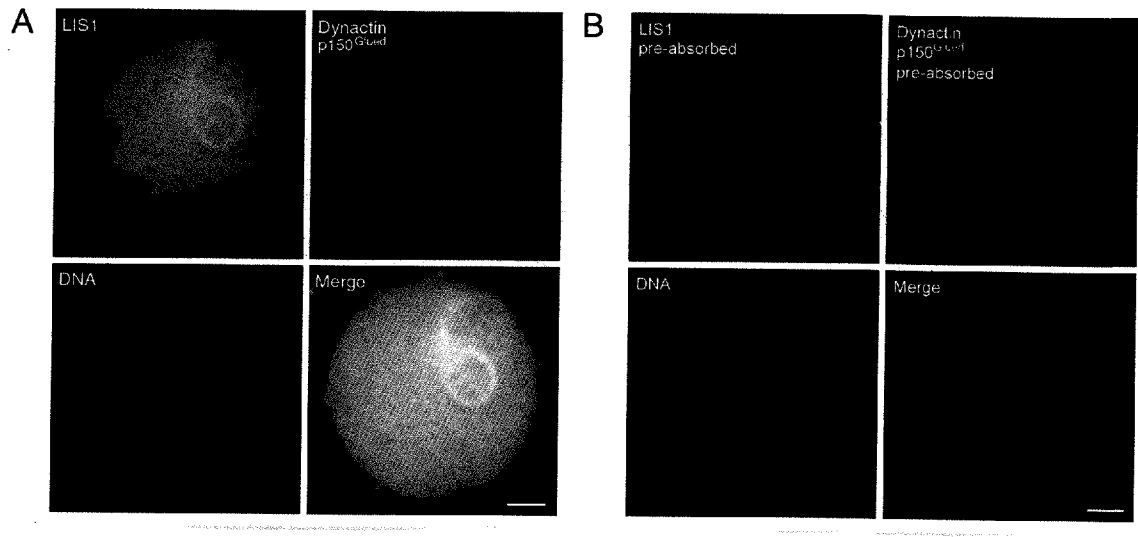 A
LIS1
Dynactin
p150Glued
DNA
Merge
B
LIS1
pre-absorbed
Dynactin
p150Glued
pre-absorbed
DNA
Merge